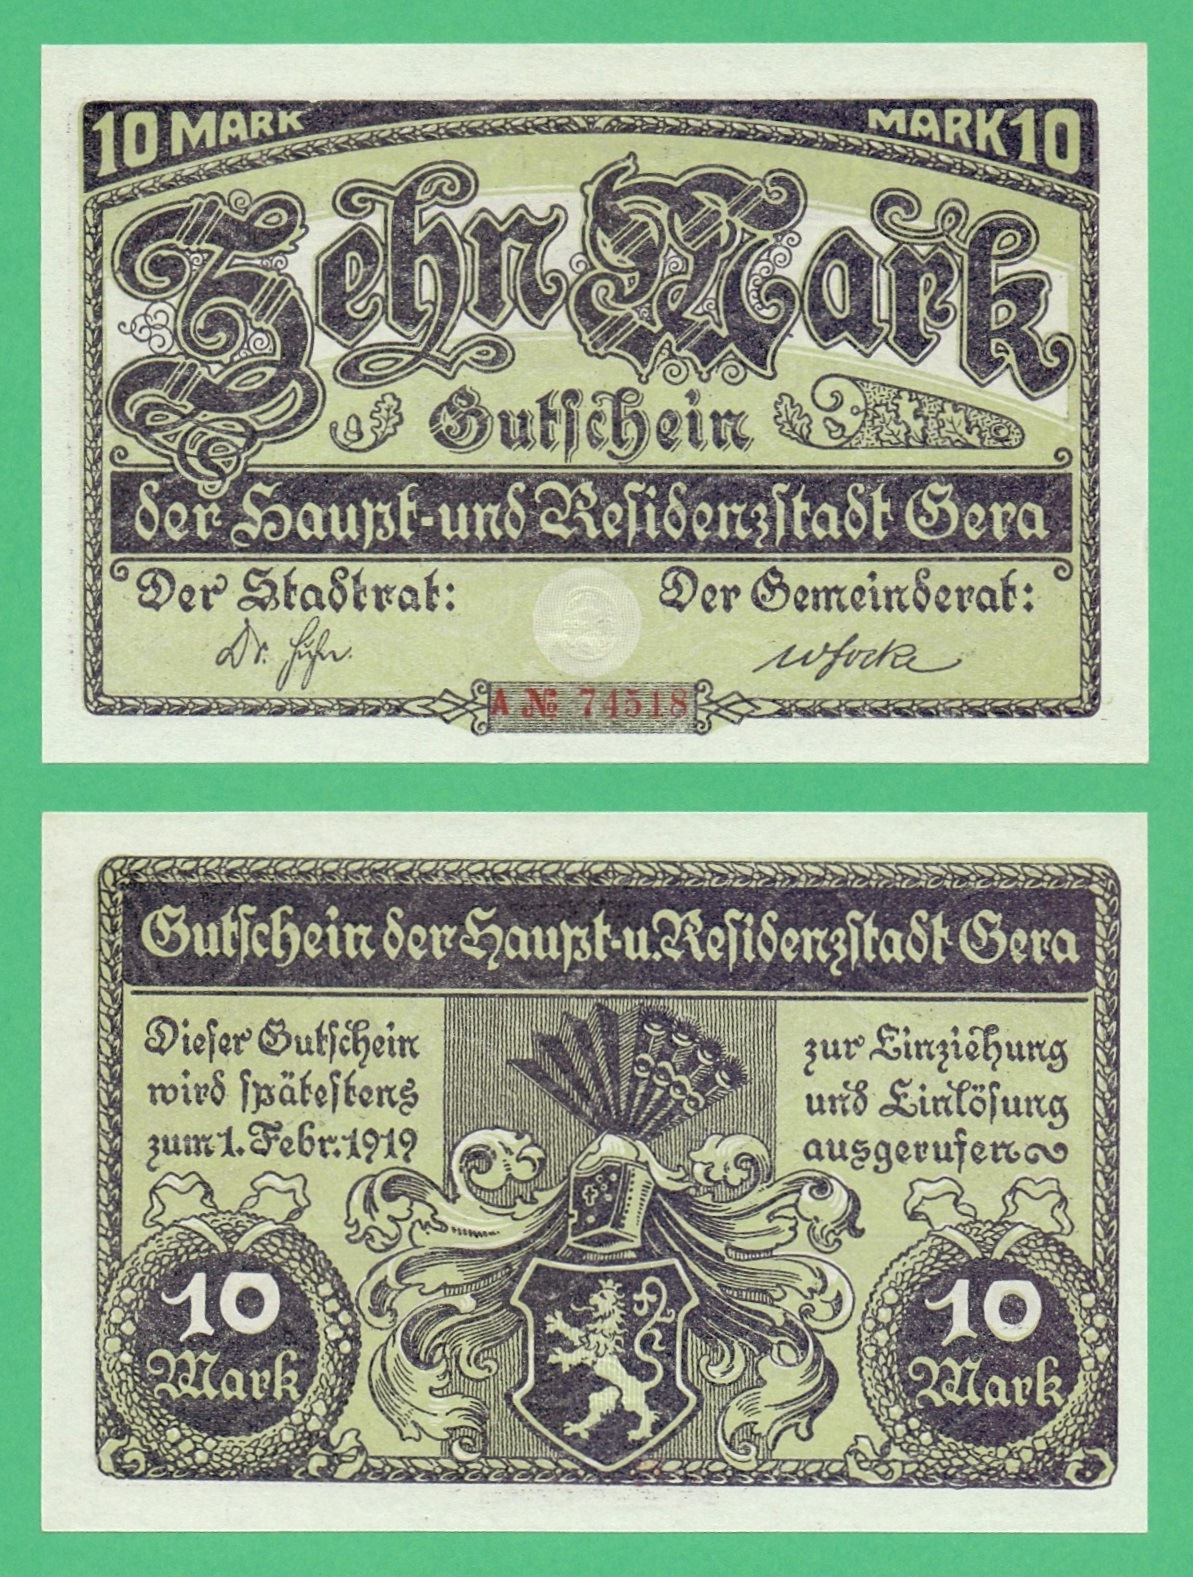 10 MARK
MARK 10
Zehn Mark
Gutschein
der Haupt- und Residenzstadt Gera
Der Stadtrat:
Der Gemeinderat:
Dr. Huhn.
W Focke
A № 74518
Gutschein der Haupt- u. Residenzstadt Gera
Dieser Gutschein
wird spätestens
zum 1. Febr. 1919
zur Einziehung
und Einlösung
ausgerufen
10
Mark
10
Mark